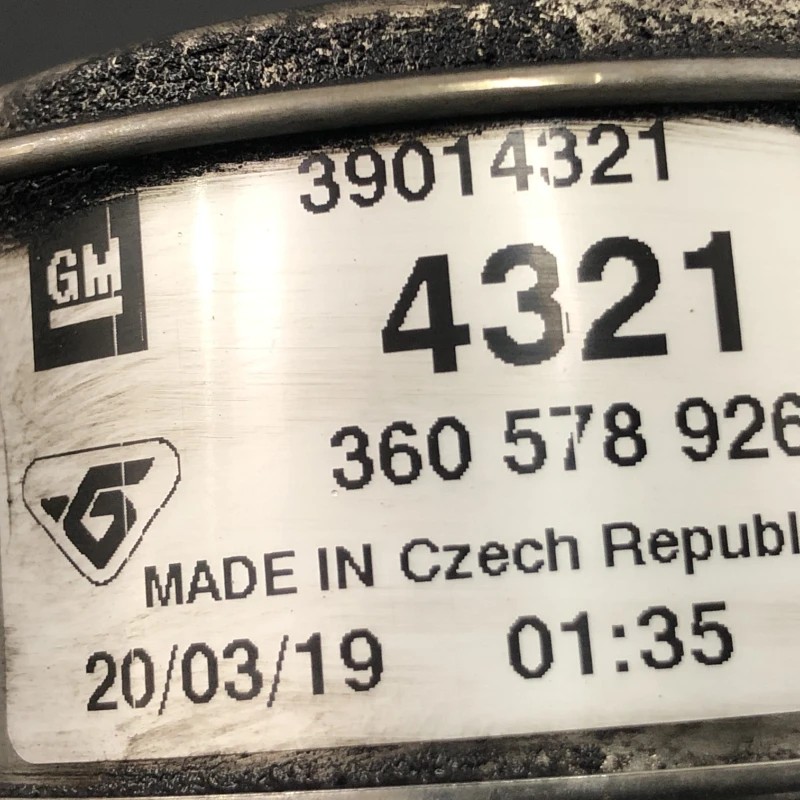 39014321
GM
4321
360 578 926
G
MADE IN Czech Republ
20/03/19 01:35